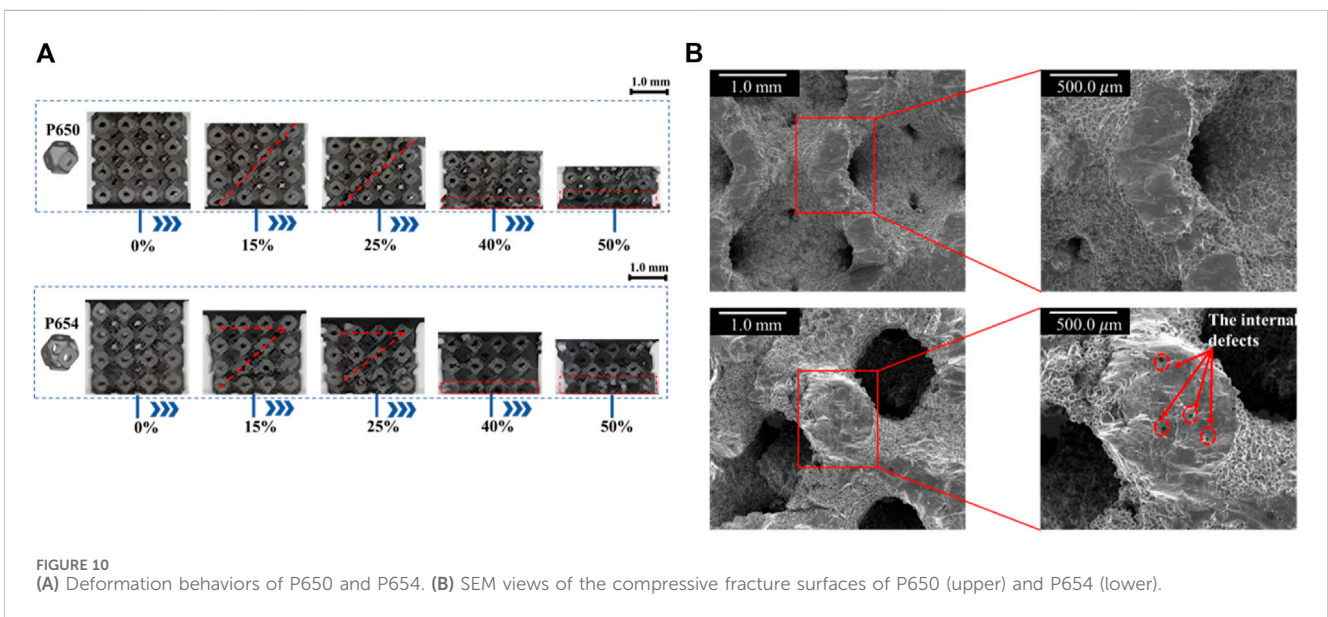 A
B
1.0 mm
P650
0%
15%
25%
40%
50%
1.0 mm
P654
0%
15%
25%
40%
50%
1.0 mm
500.0 μm
1.0 mm
500.0 μm
The internal
defects
FIGURE 10
(A) Deformation behaviors of P650 and P654. (B) SEM views of the compressive fracture surfaces of P650 (upper) and P654 (lower).